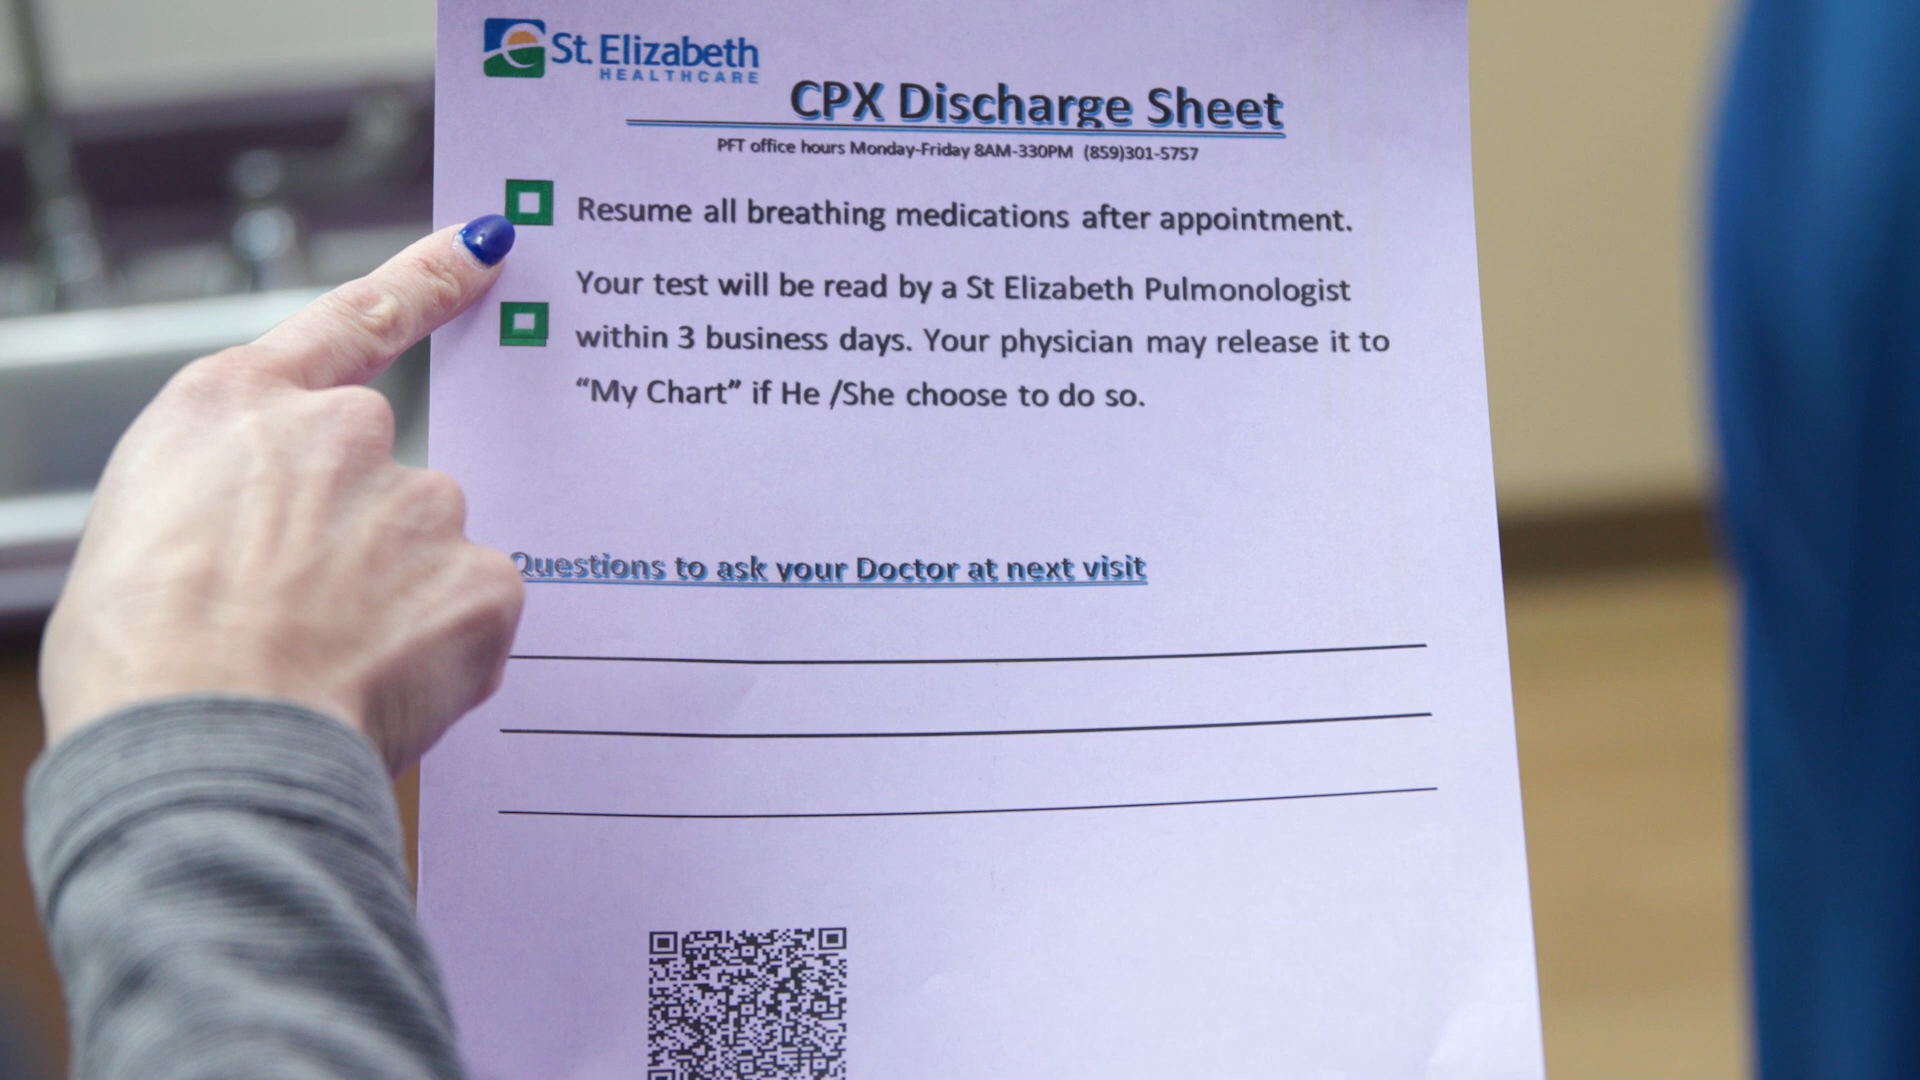 St. Elizabeth
HEALTHCARE
CPX Discharge Sheet
PFT office hours Monday-Friday 8AM-330PM (859)301-5757
Resume all breathing medications after appointment.
Your test will be read by a St Elizabeth Pulmonologist
within 3 business days. Your physician may release it to
“My Chart” if He /She choose to do so.
Questions to ask your Doctor at next visit